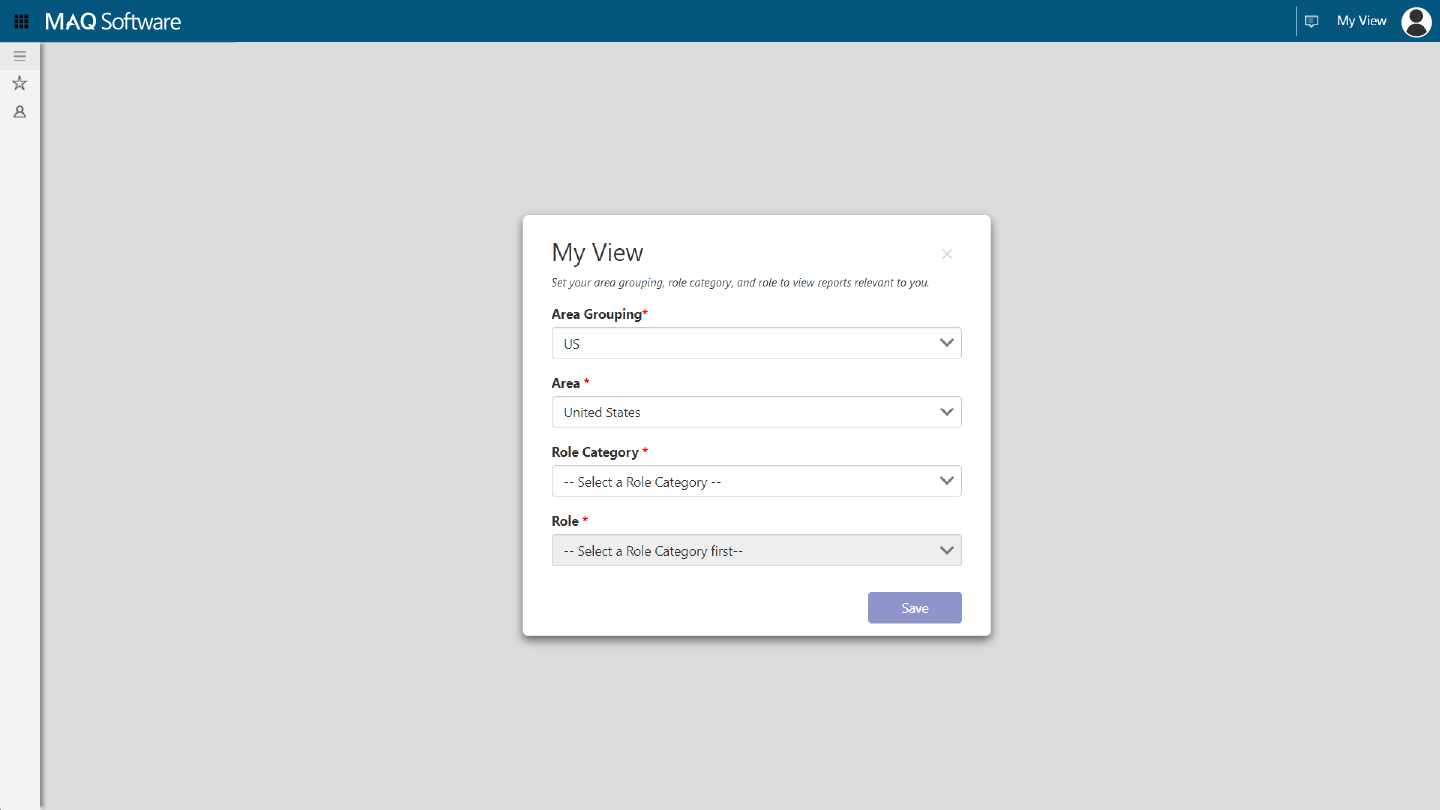 MAQ Software
My View
My View
Set your area grouping, role category, and role to view reports relevant to you.
Area Grouping*
US
Area *
United States
Role Category *
-- Select a Role Category --
Role *
-- Select a Role Category first--
Save